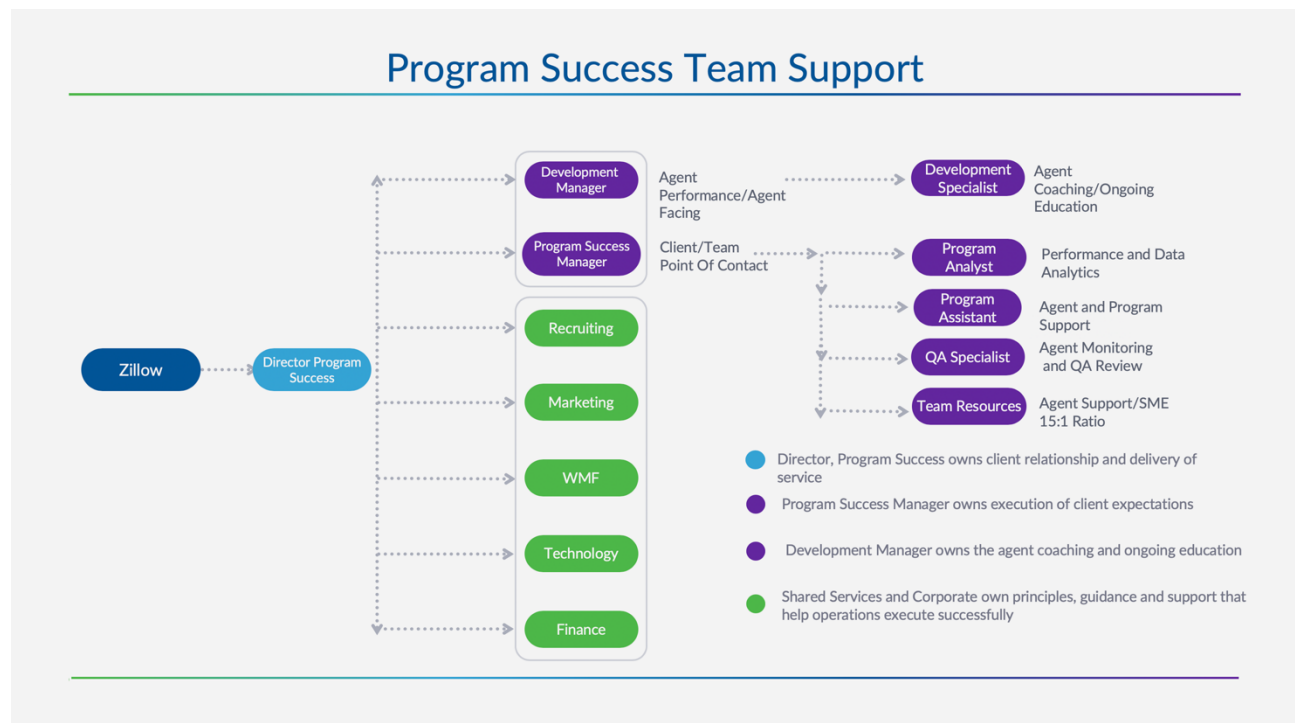 Program Success Team Support
Development
Manager
Agent
Performance/Agent
Facing
Development
Specialist
Agent
Coaching/Ongoing
Education
Program Success
Manager
Client/Team
Point Of Contact
Program
Analyst
Performance and Data
Analytics
Program
Assistant
Agent and Program
Support
QA Specialist
Agent Monitoring
and QA Review
Team Resources
Agent Support/SME
15:1 Ratio
Zillow
Director Program
Success
Recruiting
Marketing
WMF
Technology
Finance
Director, Program Success owns client relationship and delivery of
service
Program Success Manager owns execution of client expectations
Development Manager owns the agent coaching and ongoing education
Shared Services and Corporate own principles, guidance and support that
help operations execute successfully